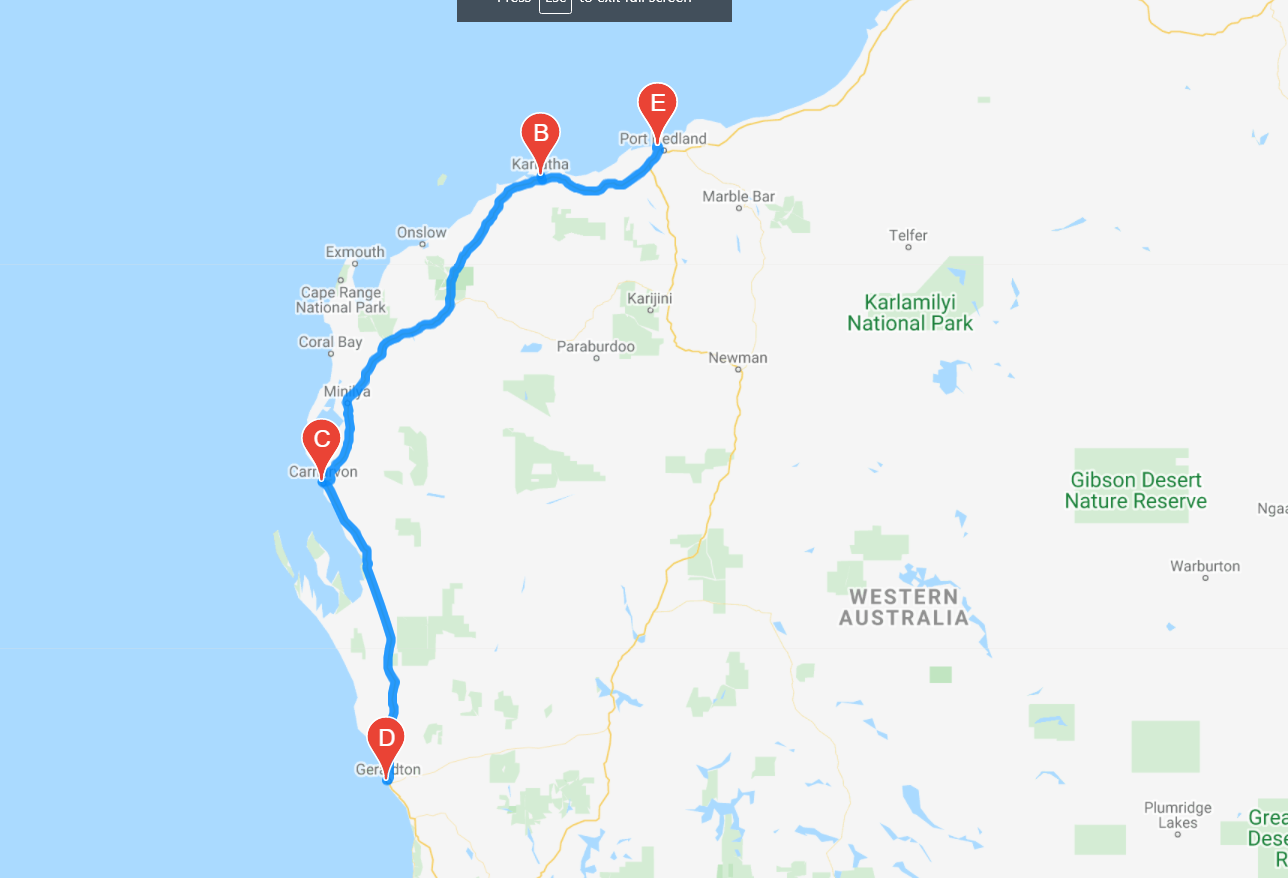 Press Esc to exit full screen
E
B
Port Hedland
Karratha
Marble Bar
Onslow
Telfer
Exmouth
Cape Range
National Park
Karijini
Karlamilyi
National Park
Coral Bay
Paraburdoo
Newman
Minilya
C
Carnarvon
Gibson Desert
Nature Reserve
Ngaa
Warburton
WESTERN
AUSTRALIA
D
Geraldton
Plumridge
Lakes
Grea
Dese
R